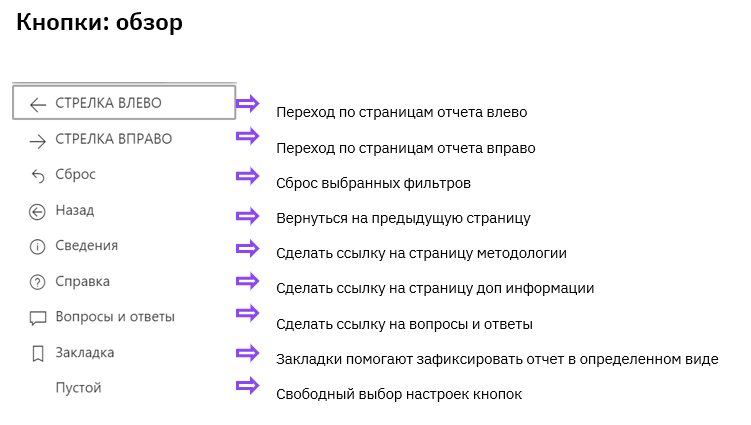 Кнопки: обзор
СТРЕЛКА ВЛЕВО Переход по страницам отчета влево
СТРЕЛКА ВПРАВО Переход по страницам отчета вправо
Сброс Сброс выбранных фильтров
Назад Вернуться на предыдущую страницу
Сведения Сделать ссылку на страницу методологии
Справка Сделать ссылку на страницу доп информации
Вопросы и ответы Сделать ссылку на вопросы и ответы
Закладка Закладки помогают зафиксировать отчет в определенном виде
Пустой Свободный выбор настроек кнопок